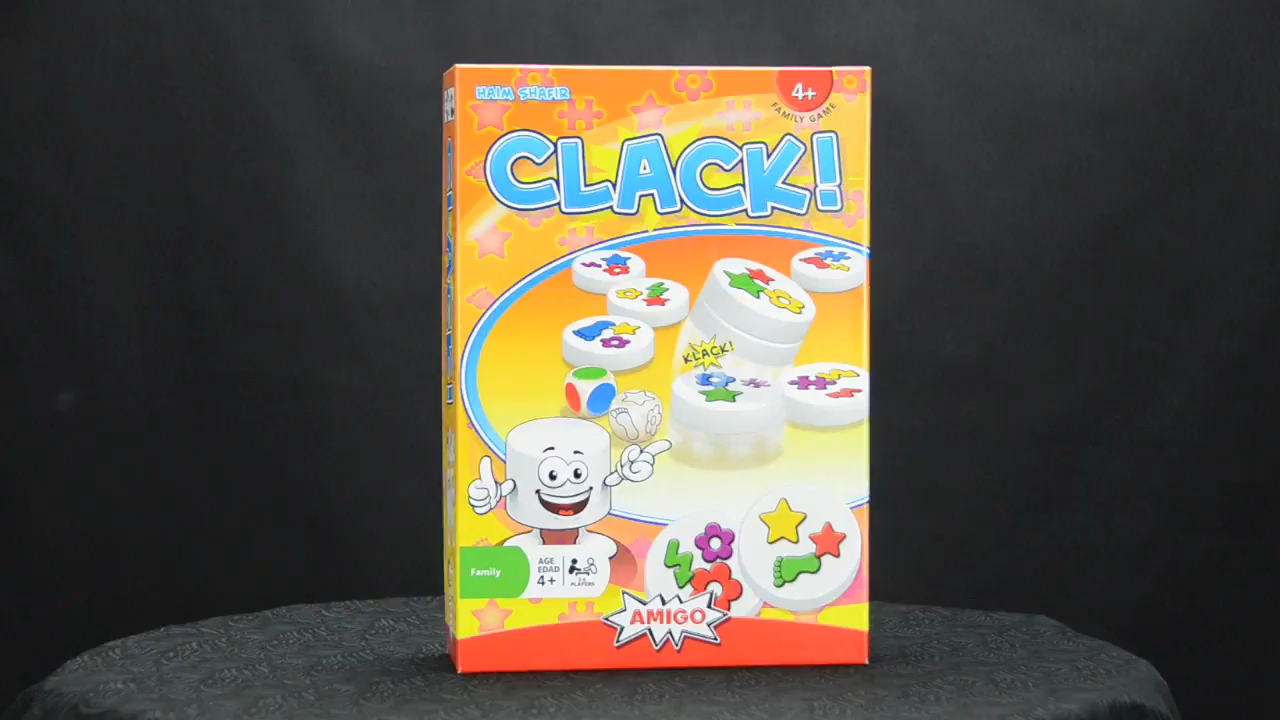 HAIM SHAFIR
4+
FAMILY GAME
CLACK!
KLACK!
Family
AGE
EDAD
4+
PLAYERS
AMIGO